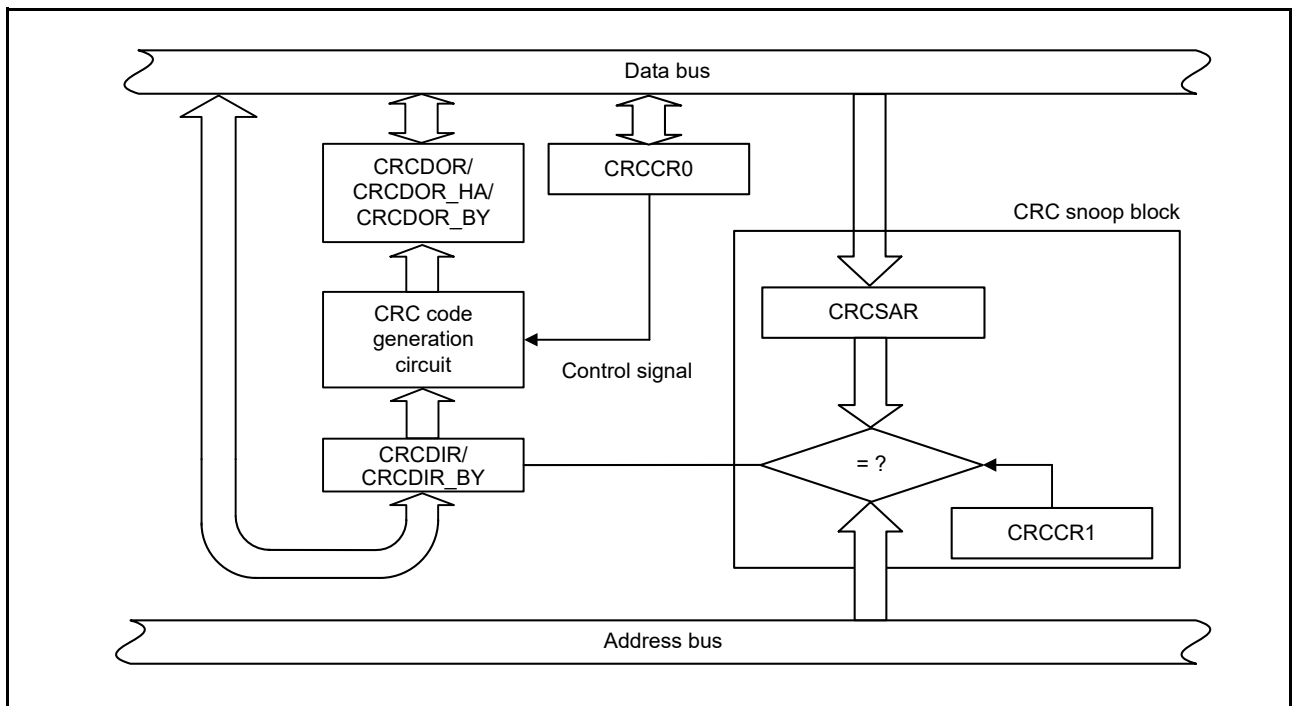 Data bus
CRCDOR/
CRCDOR_HA/
CRCDOR_BY
CRCCR0
CRC snoop block
CRCSAR
CRC code
generation
circuit
Control signal
CRCDIR/
CRCDIR_BY
= ?
CRCCR1
Address bus